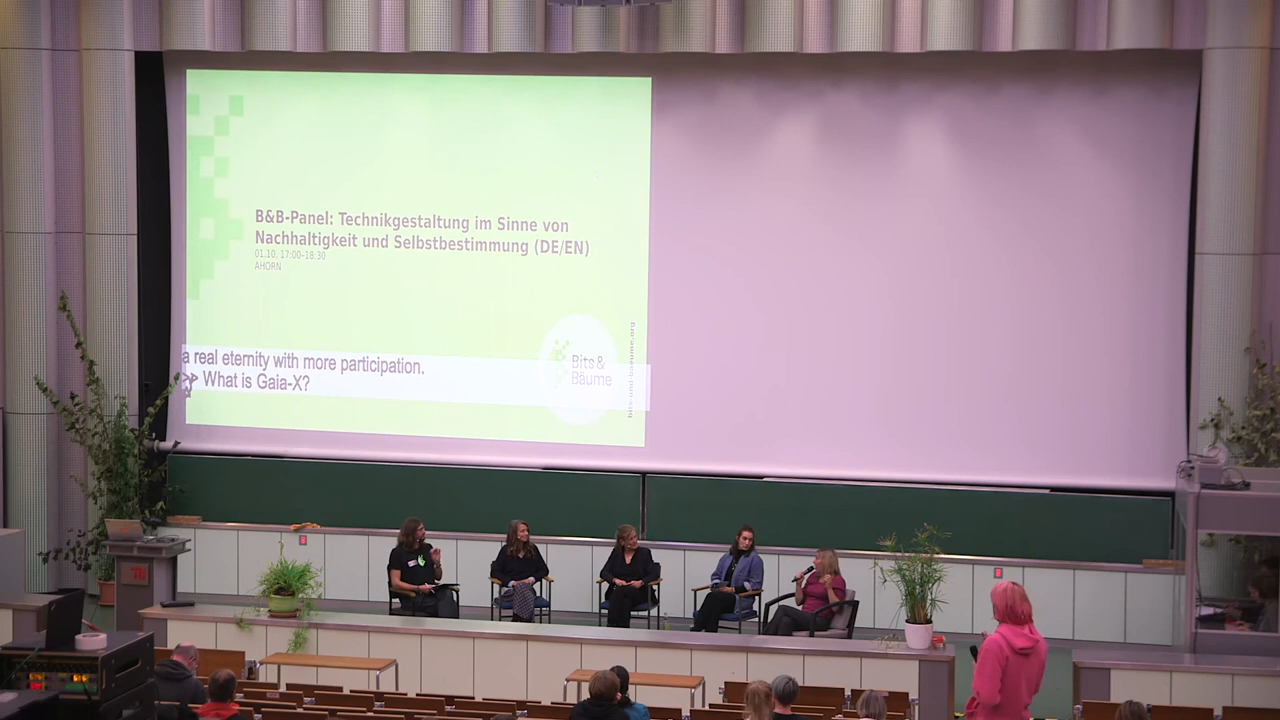 B&B-Panel: Technikgestaltung im Sinne von
Nachhaltigkeit und Selbstbestimmung (DE/EN)
01.10, 17:00–18:30
AHORN
a real eternity with more participation.
>> What is Gaia-X?
Bits &
Bäume
bits-und-baeume.org